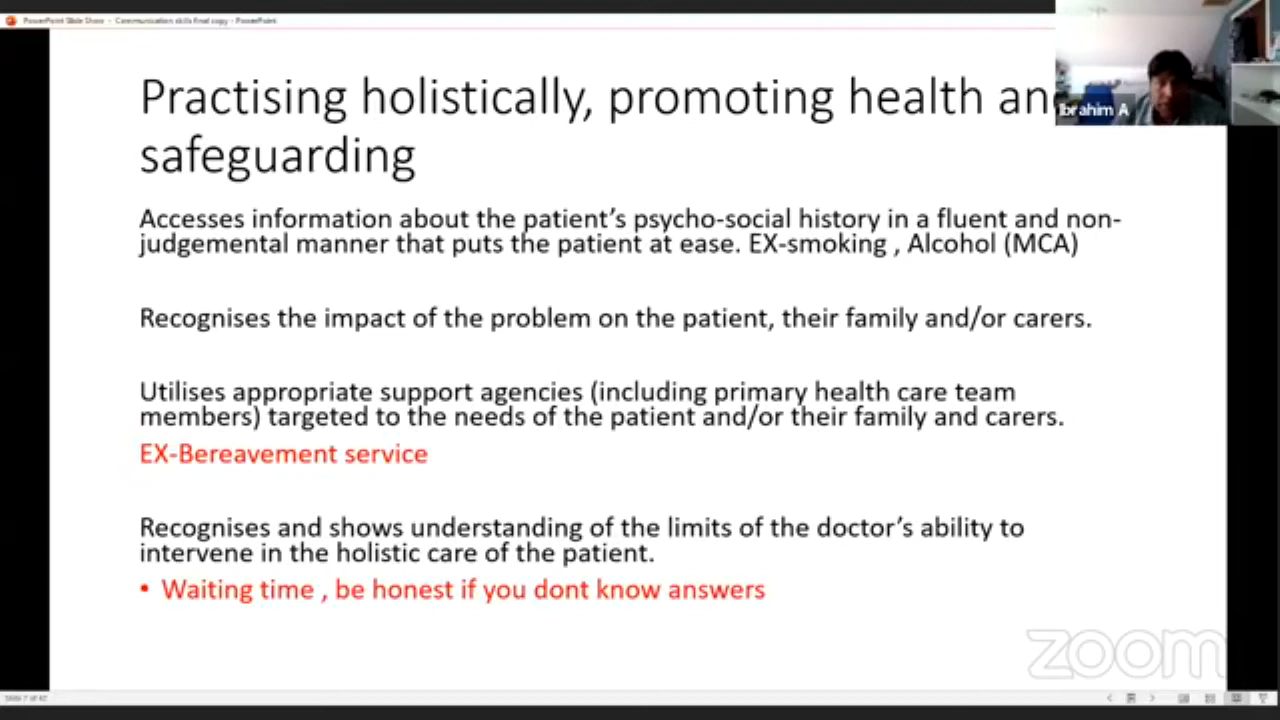 PowerPoint Slide Show - Communication skills final copy - PowerPoint
Practising holistically, promoting health an
safeguarding
Ibrahim A
Accesses information about the patient’s psycho-social history in a fluent and non-
judgemental manner that puts the patient at ease. EX-smoking , Alcohol (MCA)
Recognises the impact of the problem on the patient, their family and/or carers.
Utilises appropriate support agencies (including primary health care team
members) targeted to the needs of the patient and/or their family and carers.
EX-Bereavement service
Recognises and shows understanding of the limits of the doctor’s ability to
intervene in the holistic care of the patient.
• Waiting time , be honest if you dont know answers
zoom
Slide 7 of 42